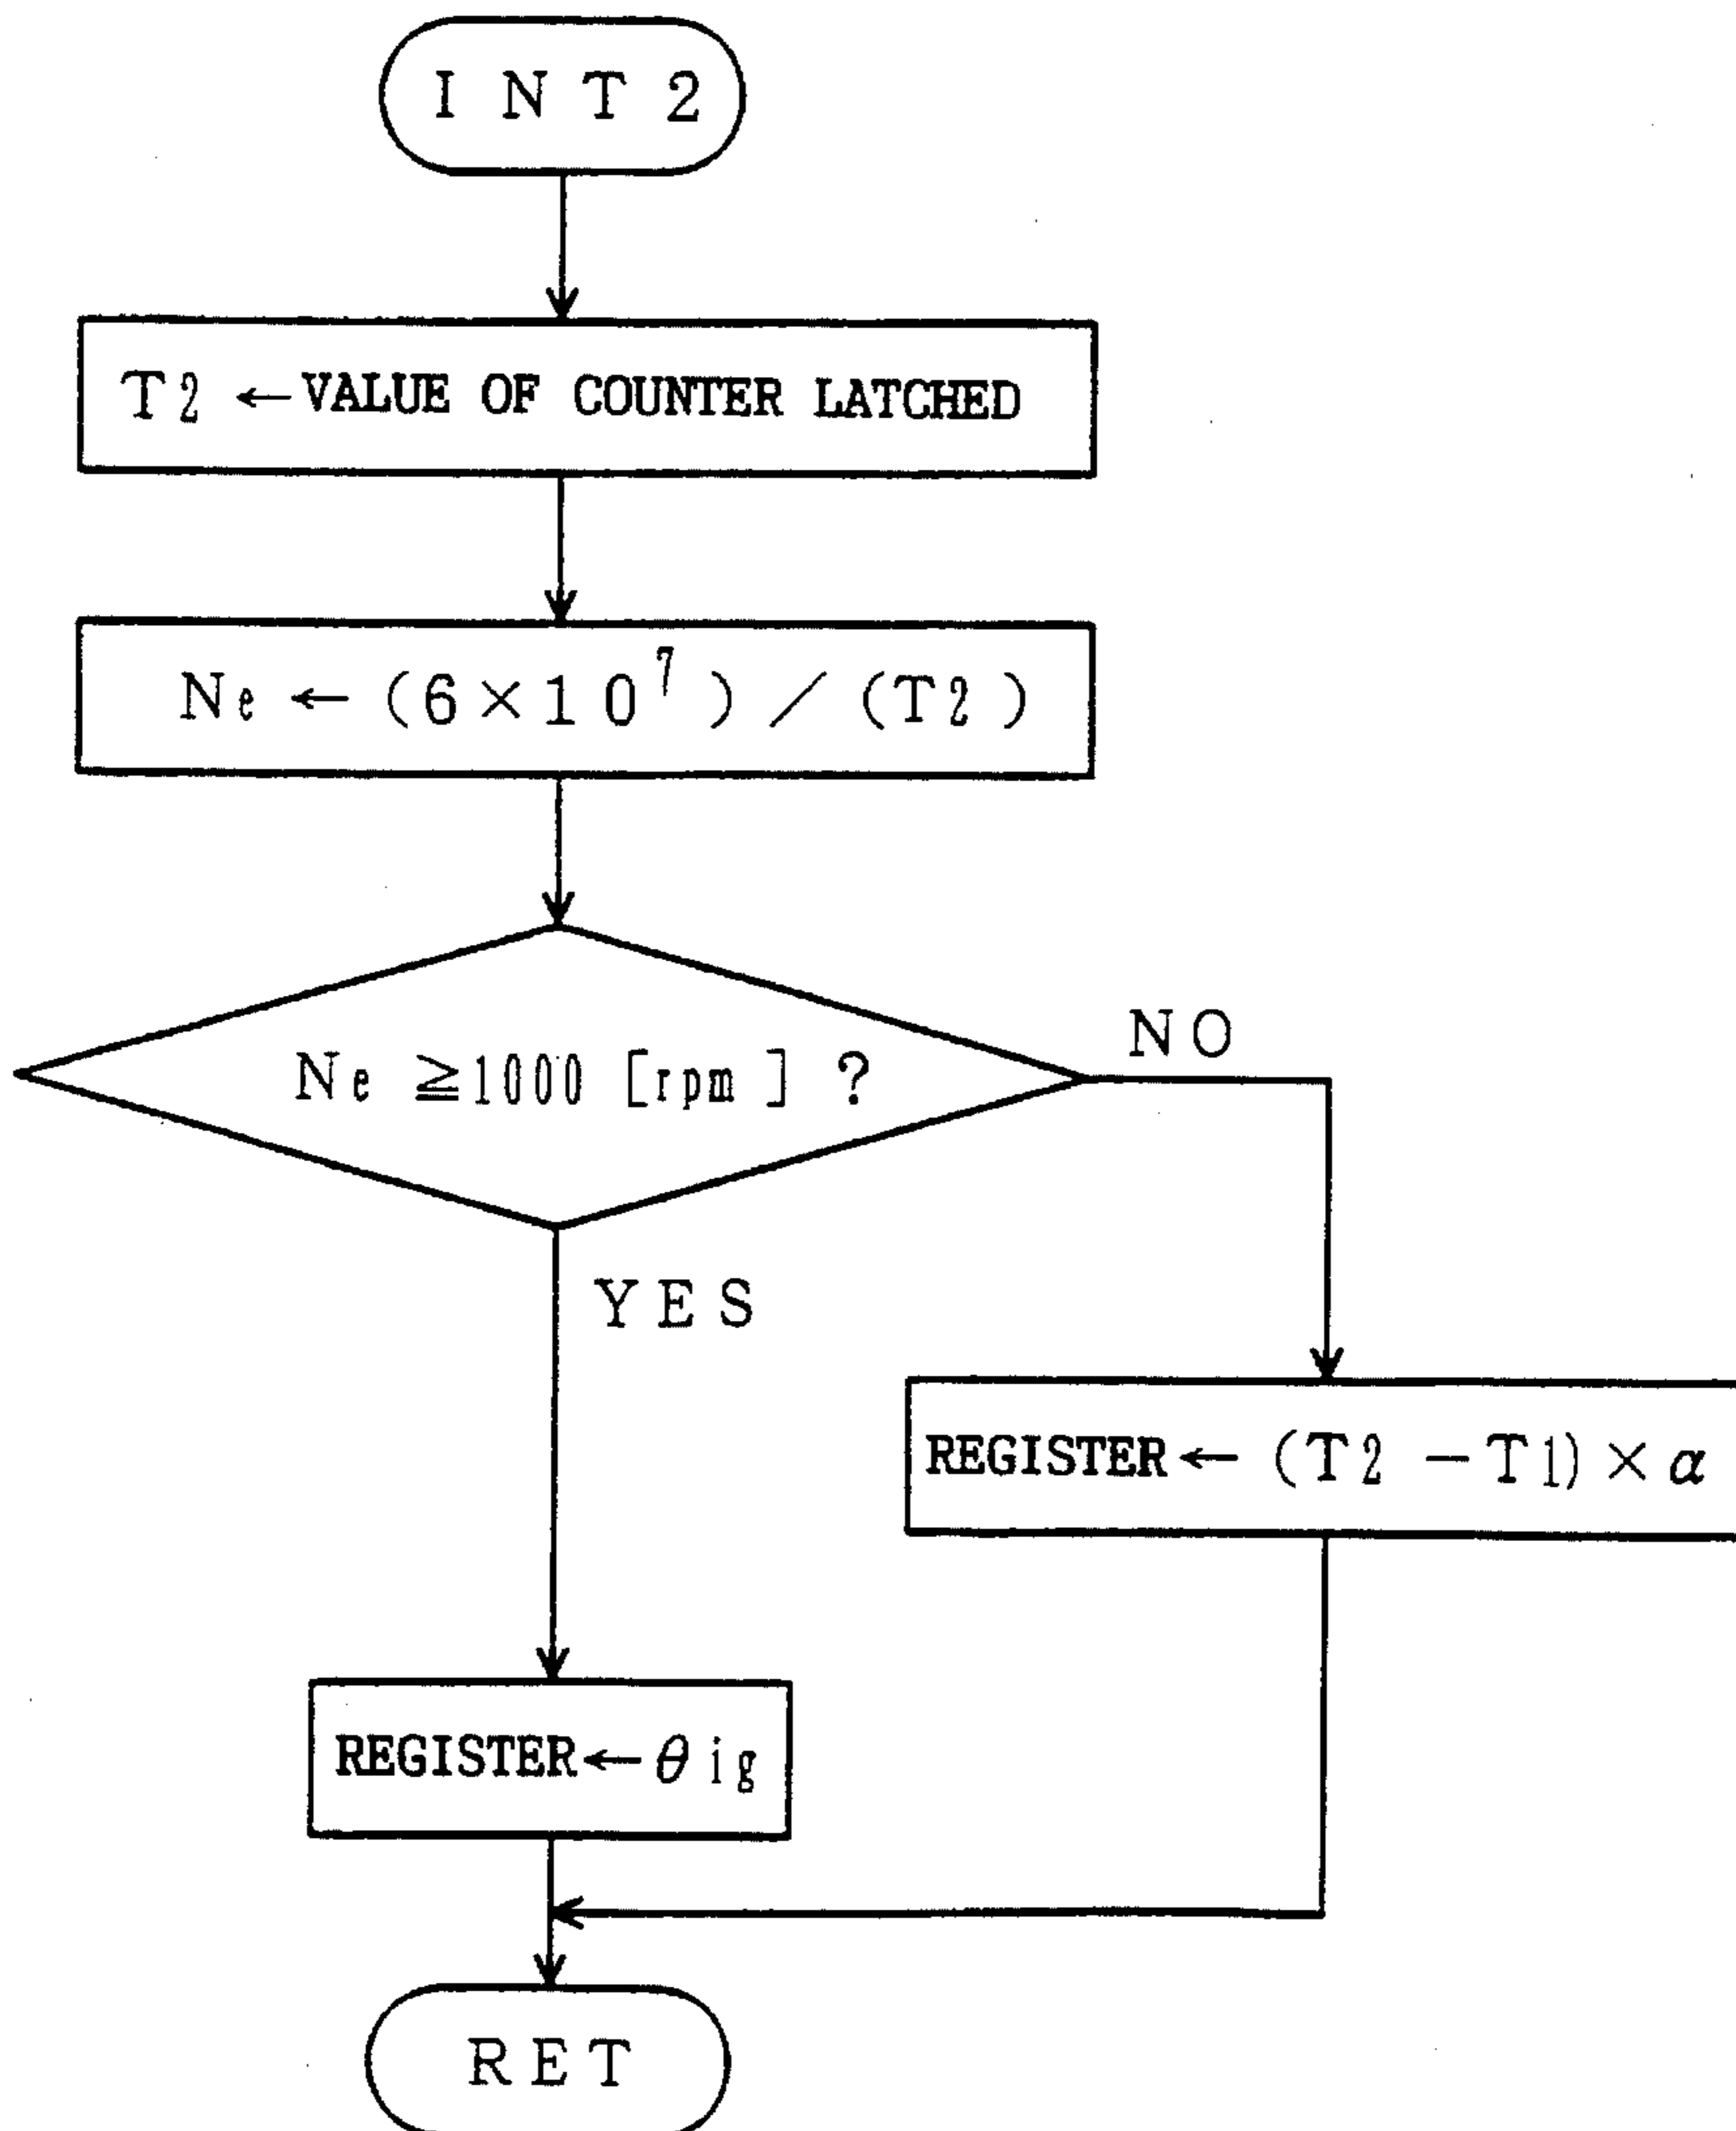 INT2
T2 ←VALUE OF COUNTER LATCHED
Ne ← (6×10⁷) / (T2)
Ne ≧1000 [rpm] ?
NO
YES
REGISTER← (T2 -T1)×α
REGISTER←θig
RET